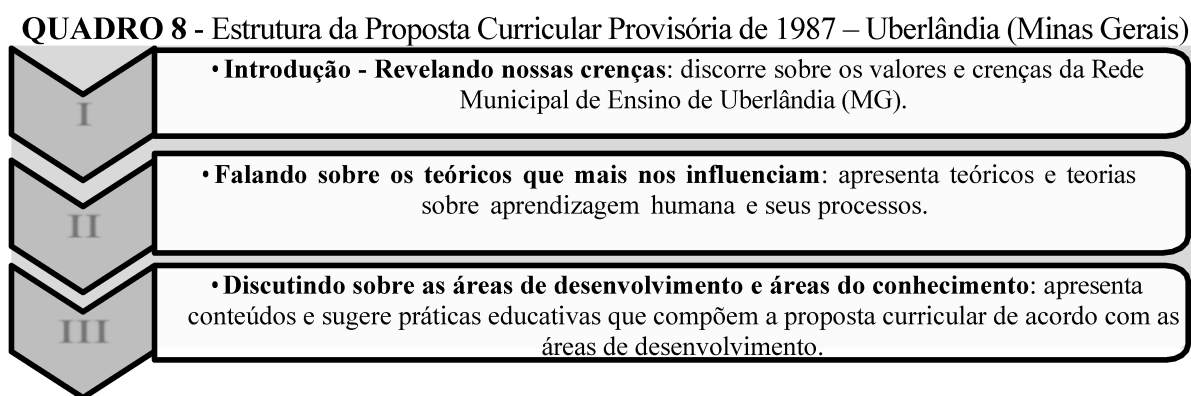 QUADRO 8 - Estrutura da Proposta Curricular Provisória de 1987 – Uberlândia (Minas Gerais)
I
• Introdução - Revelando nossas crenças: discorre sobre os valores e crenças da Rede
Municipal de Ensino de Uberlândia (MG).
II
• Falando sobre os teóricos que mais nos influenciam: apresenta teóricos e teorias
sobre aprendizagem humana e seus processos.
III
• Discutindo sobre as áreas de desenvolvimento e áreas do conhecimento: apresenta
conteúdos e sugere práticas educativas que compõem a proposta curricular de acordo com as
áreas de desenvolvimento.